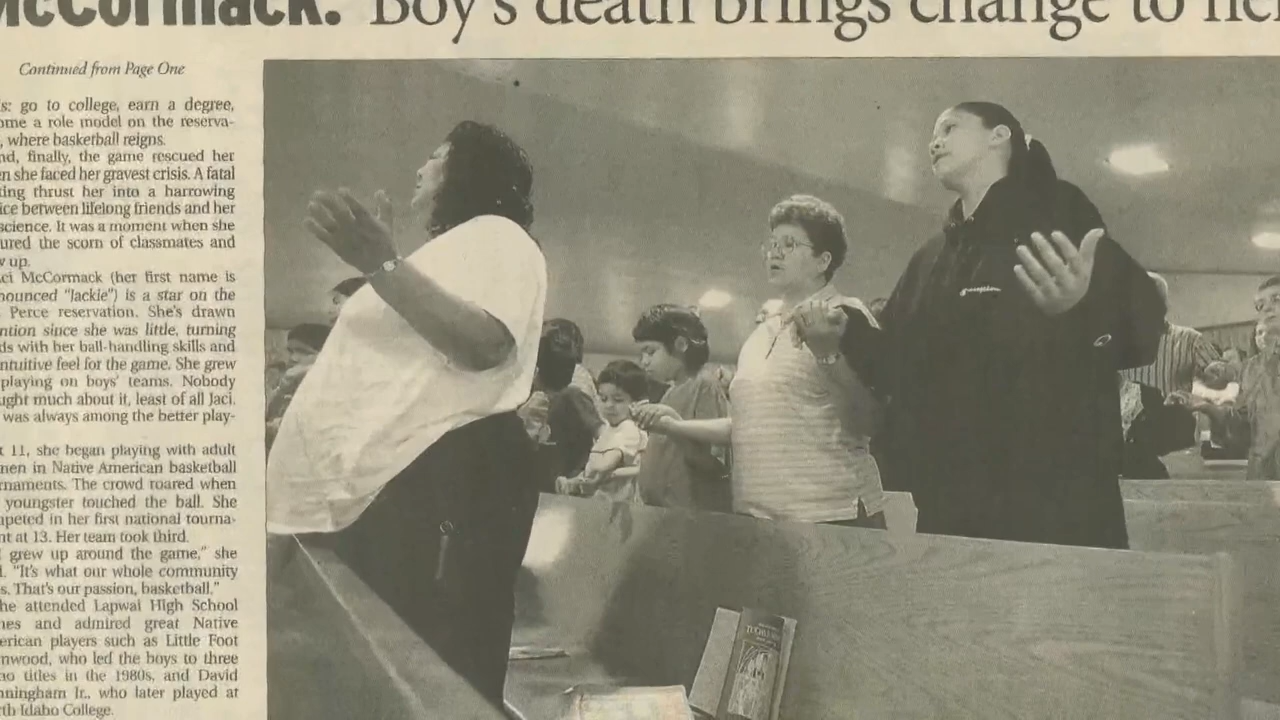 McCormack: Boy's death brings change to her
Continued from Page One
s: go to college, earn a degree,
ome a role model on the reserva-
, where basketball reigns.
nd, finally, the game rescued her
en she faced her gravest crisis. A fatal
ting thrust her into a harrowing
ice between lifelong friends and her
science. It was a moment when she
ured the scorn of classmates and
w up.
ci McCormack (her first name is
nounced "Jackie") is a star on the
Perce reservation. She's drawn
ntion since she was little, turning
ds with her ball-handling skills and
ntuitive feel for the game. She grew
playing on boys' teams. Nobody
ught much about it, least of all Jaci.
was always among the better play-
t 11, she began playing with adult
men in Native American basketball
rnaments. The crowd roared when
youngster touched the ball. She
mpeted in her first national tourna-
nt at 13. Her team took third.
grew up around the game," she
l. "It's what our whole community
s. That's our passion, basketball."
he attended Lapwai High School
nes and admired great Native
erican players such as Little Foot
nwood, who led the boys to three
ho titles in the 1980s, and David
nningham Jr., who later played at
rth Idaho College.